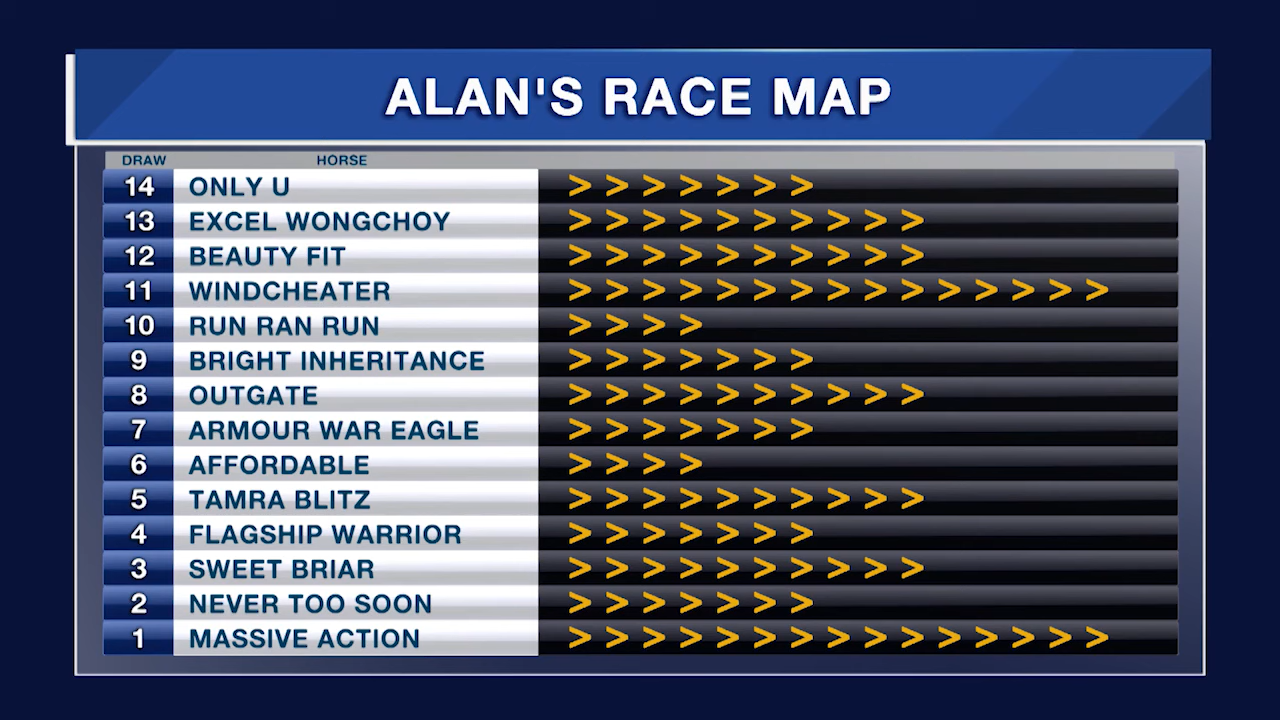 ALAN'S RACE MAP
DRAW HORSE
14 ONLY U > > > > > > >
13 EXCEL WONGCHOY > > > > > > > > > >
12 BEAUTY FIT > > > > > > > > > >
11 WINDCHEATER > > > > > > > > > > > > > > >
10 RUN RAN RUN > > > >
9 BRIGHT INHERITANCE > > > > > > >
8 OUTGATE > > > > > > > > > >
7 ARMOUR WAR EAGLE > > > > > > >
6 AFFORDABLE > > > >
5 TAMRA BLITZ > > > > > > > > > >
4 FLAGSHIP WARRIOR > > > > > > >
3 SWEET BRIAR > > > > > > > > > >
2 NEVER TOO SOON > > > > > > >
1 MASSIVE ACTION > > > > > > > > > > > > > > >